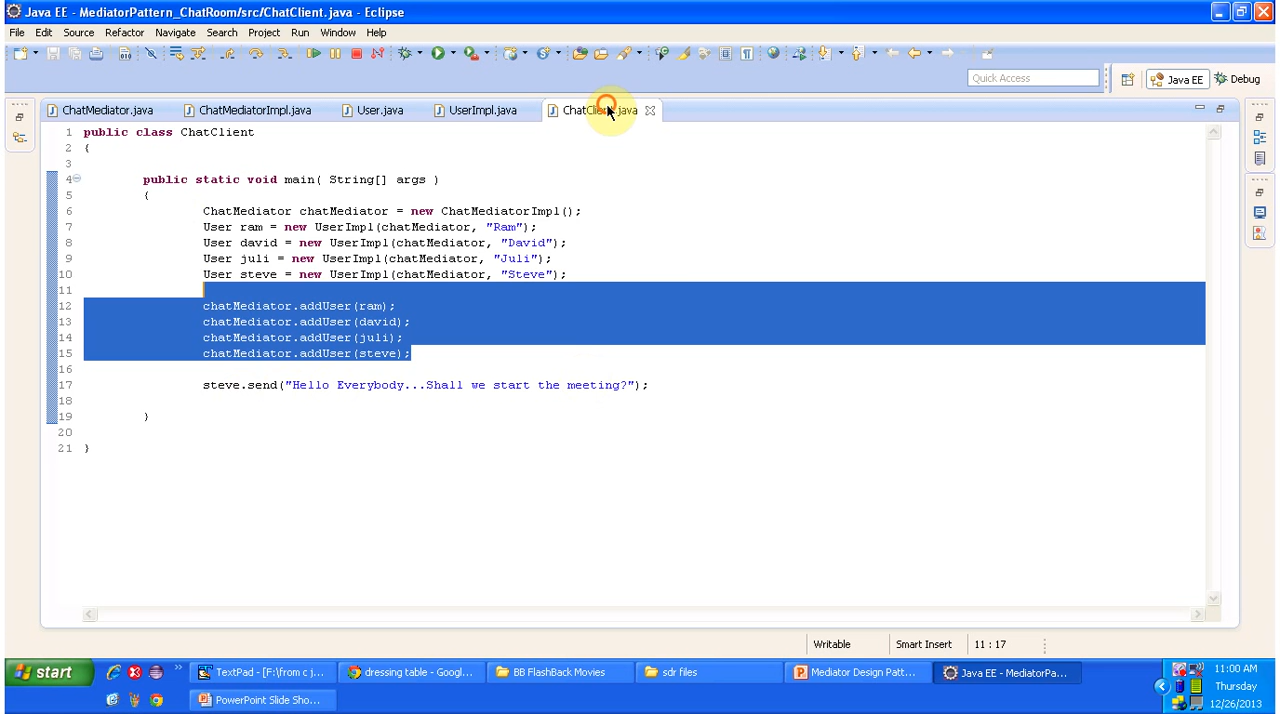 Java EE - MediatorPattern_ChatRoom/src/ChatClient.java - Eclipse
File Edit Source Refactor Navigate Search Project Run Window Help
Quick Access
Java EE
Debug
ChatMediator.java
ChatMediatorImpl.java
User.java
UserImpl.java
1 public class ChatClient
2 {
3
4 public static void main( String[] args )
5 {
6 ChatMediator chatMediator = new ChatMediatorImpl();
7 User ram = new UserImpl(chatMediator, "Ram");
8 User david = new UserImpl(chatMediator, "David");
9 User juli = new UserImpl(chatMediator, "Juli");
10 User steve = new UserImpl(chatMediator, "Steve");
11
12 chatMediator.addUser(ram);
13 chatMediator.addUser(david);
14 chatMediator.addUser(juli);
15 chatMediator.addUser(steve);
16
17 steve.send("Hello Everybody...Shall we start the meeting?");
18
19 }
20
21 }
Writable
Smart Insert
11 : 17
start
TextPad - [F:\from c j...
dressing table - Googl...
BB FlashBack Movies
sdr files
Mediator Design Patt...
Java EE - MediatorPa...
PowerPoint Slide Sho...
11:00 AM
Thursday
12/26/2013